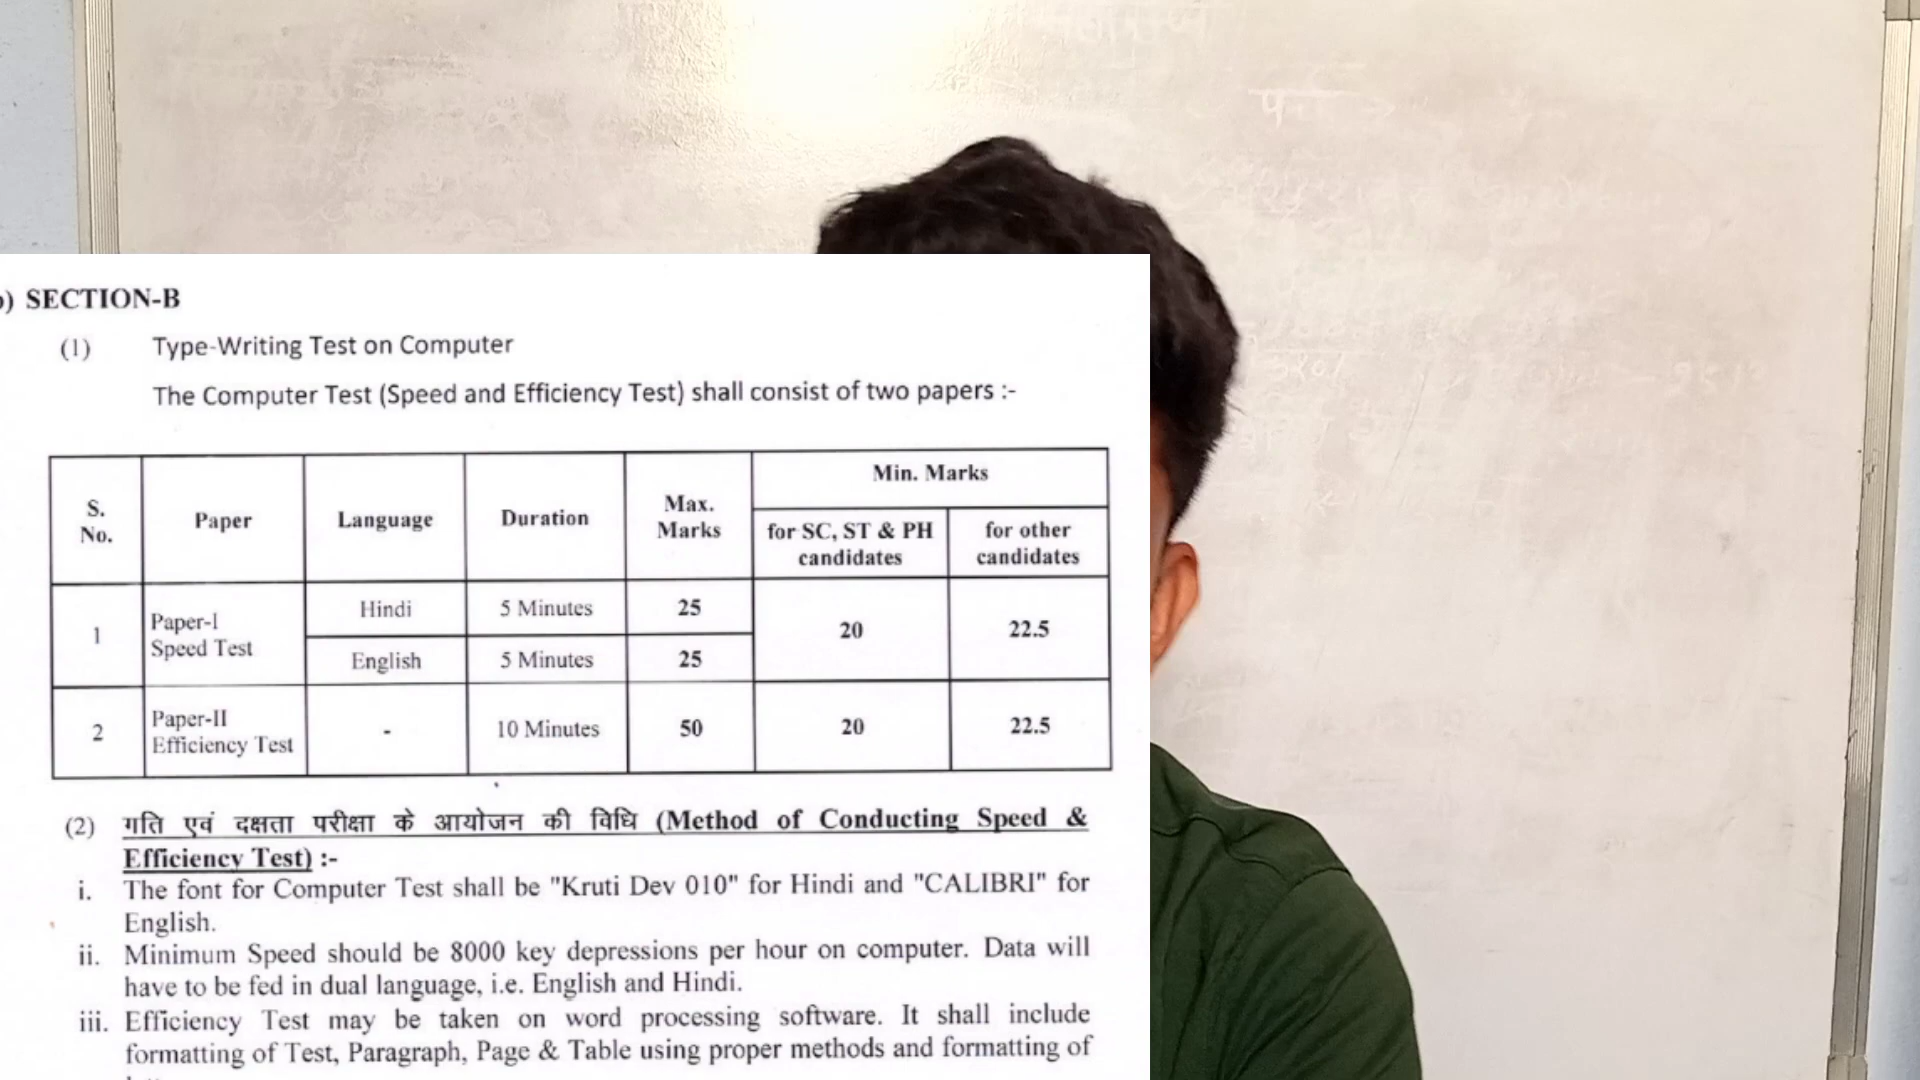 ) SECTION-B
(1) Type-Writing Test on Computer
The Computer Test (Speed and Efficiency Test) shall consist of two papers :-
S. No. Paper Language Duration Max. Marks Min. Marks
for SC, ST & PH candidates for other candidates
1 Paper-I Speed Test Hindi 5 Minutes 25 20 22.5
English 5 Minutes 25
2 Paper-II Efficiency Test - 10 Minutes 50 20 22.5
(2) गति एवं दक्षता परीक्षा के आयोजन की विधि (Method of Conducting Speed &
Efficiency Test) :-
i. The font for Computer Test shall be "Kruti Dev 010" for Hindi and "CALIBRI" for
English.
ii. Minimum Speed should be 8000 key depressions per hour on computer. Data will
have to be fed in dual language, i.e. English and Hindi.
iii. Efficiency Test may be taken on word processing software. It shall include
formatting of Test, Paragraph, Page & Table using proper methods and formatting of